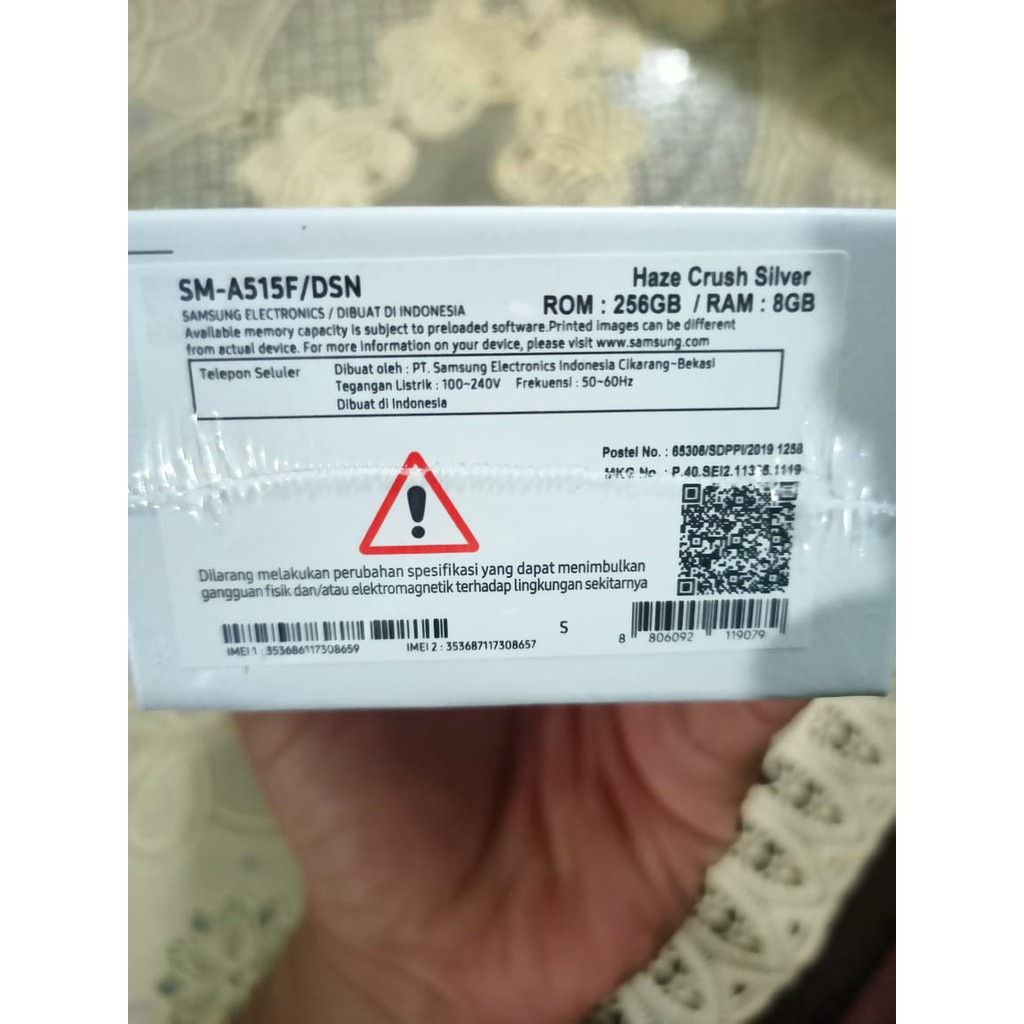 SM-A515F/DSN
Haze Crush Silver
SAMSUNG ELECTRONICS / DIBUAT DI INDONESIA
ROM : 256GB / RAM : 8GB
Available memory capacity is subject to preloaded software.Printed images can be different
from actual device. For more information on your device, please visit www.samsung.com
Telepon Seluler
Dibuat oleh : PT. Samsung Electronics Indonesia Cikarang~Bekasi
Tegangan Listrik : 100~240V Frekuensi : 50~60Hz
Dibuat di Indonesia
Postel No. : 65306/SDPPI/2019 1258
MKG No. :
Dilarang melakukan perubahan spesifikasi yang dapat menimbulkan
gangguan fisik dan/atau elektromagnetik terhadap lingkungan sekitarnya
IMEI 1 : 353686117308659
IMEI 2 : 353687117308657
S
8 806092 119079